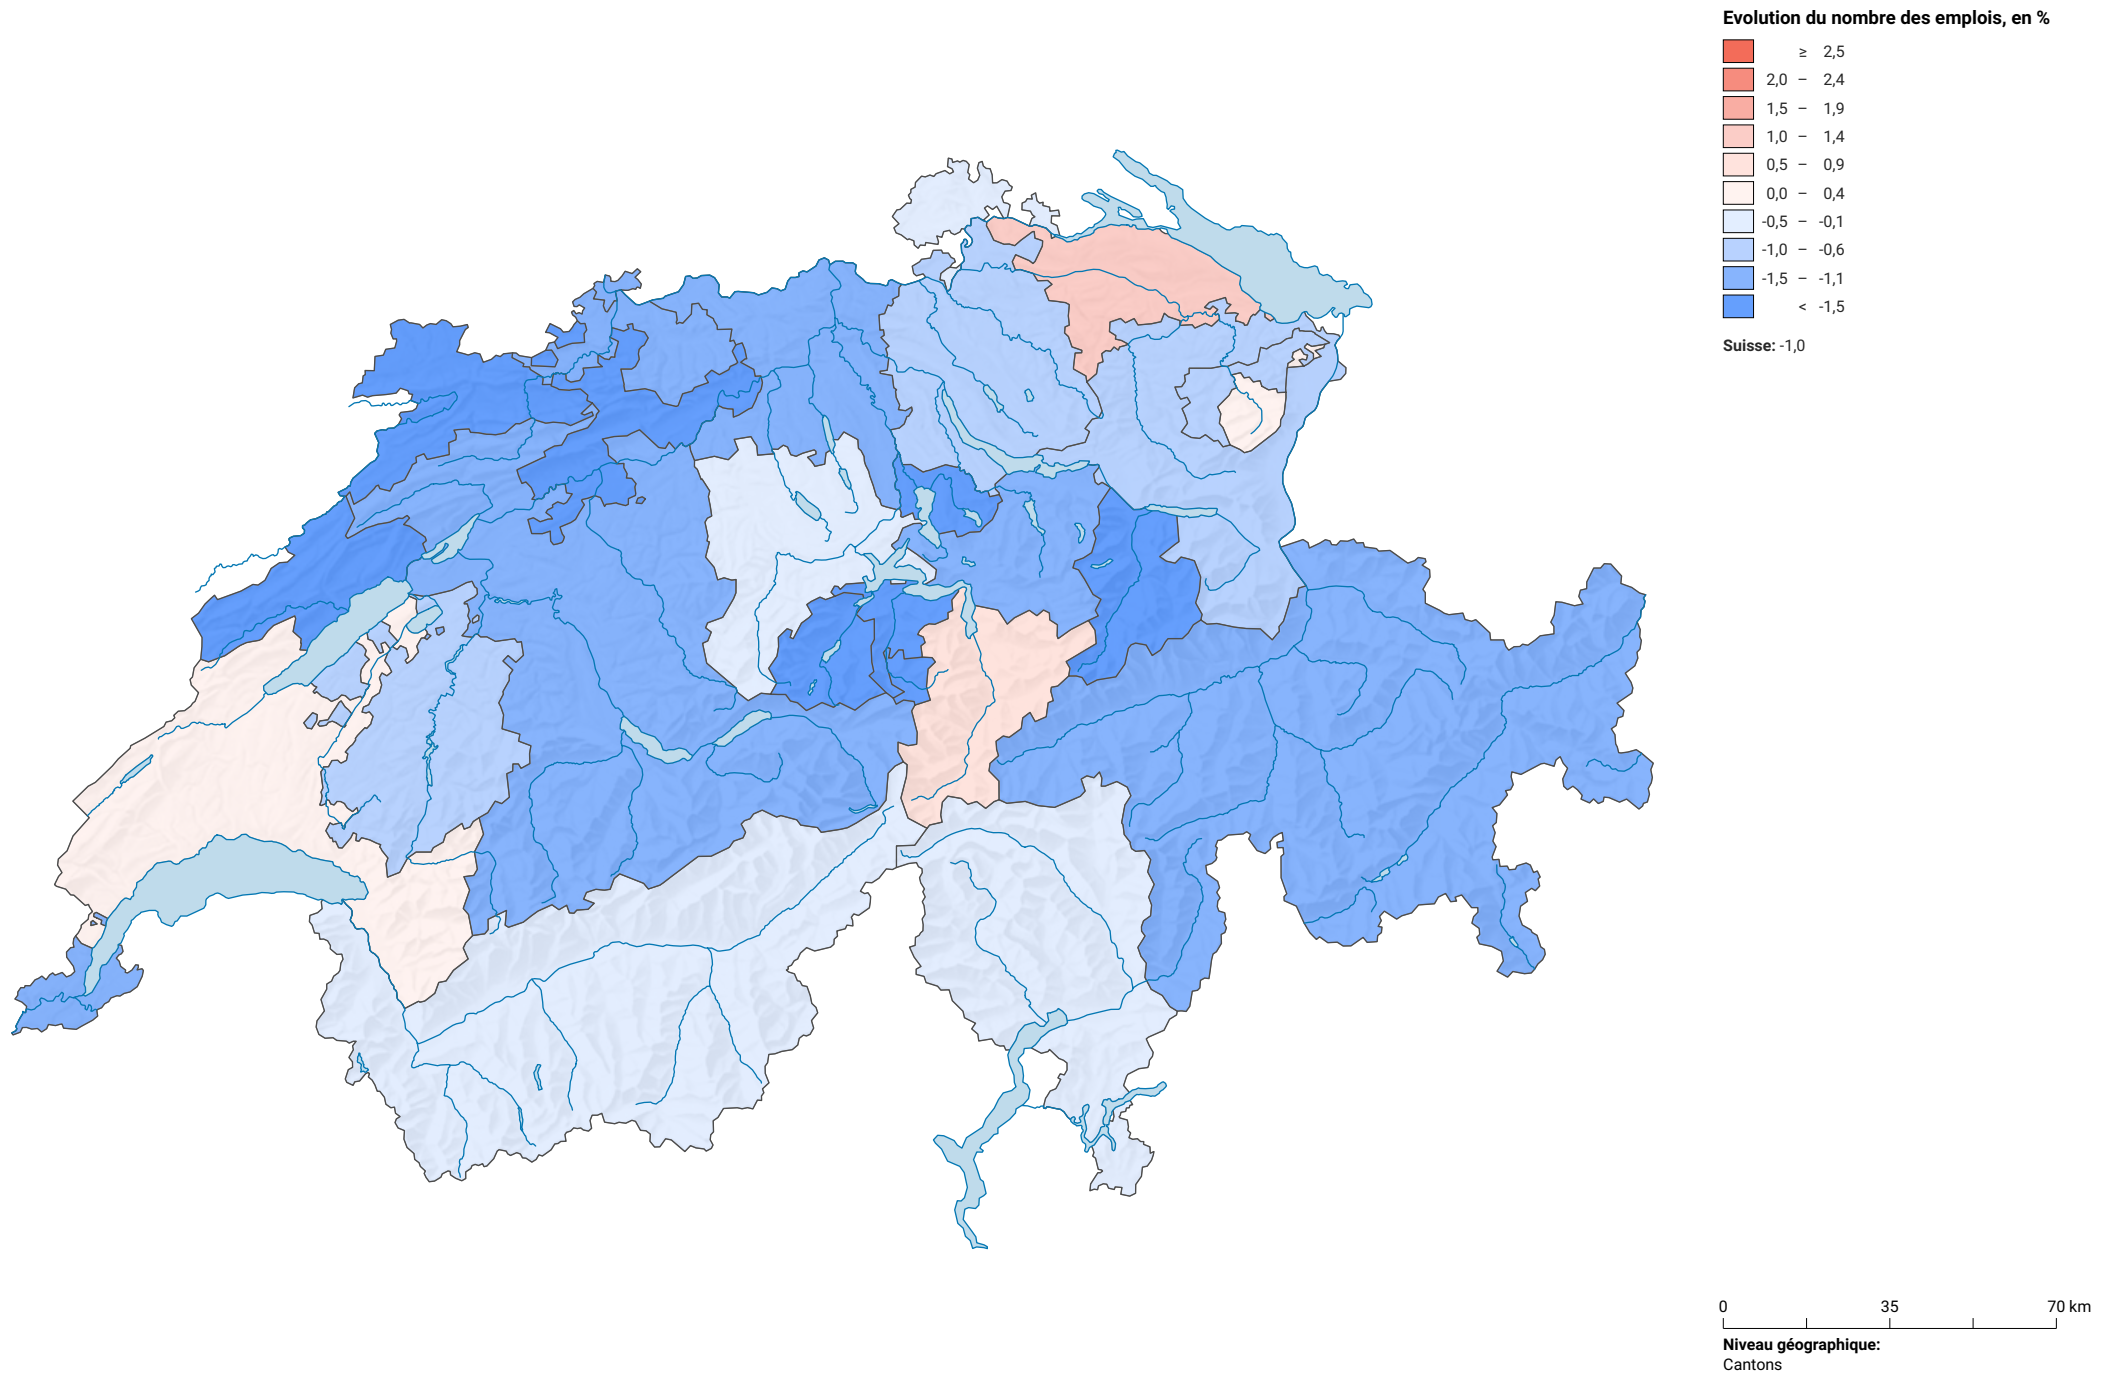 Evolution du nombre des emplois, en %
≥ 2,5
2,0 – 2,4
1,5 – 1,9
1,0 – 1,4
0,5 – 0,9
0,0 – 0,4
-0,5 – -0,1
-1,0 – -0,6
-1,5 – -1,1
< -1,5
Suisse: -1,0
0 35 70 km
Niveau géographique:
Cantons